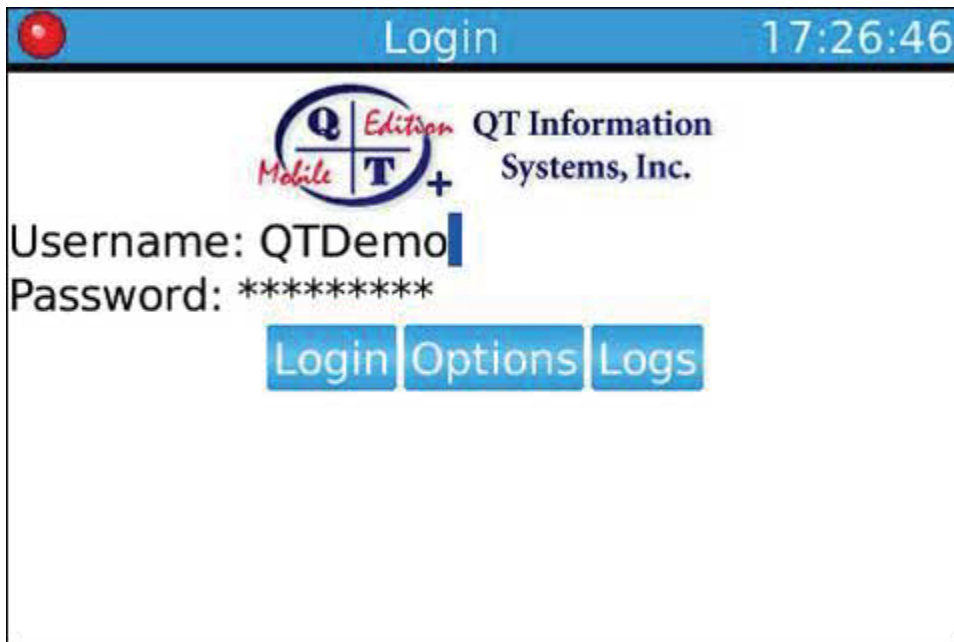 Login 17:26:46
Q Edition QT Information
Mobile T + Systems, Inc.
Username: QTDemo
Password: *********
Login Options Logs